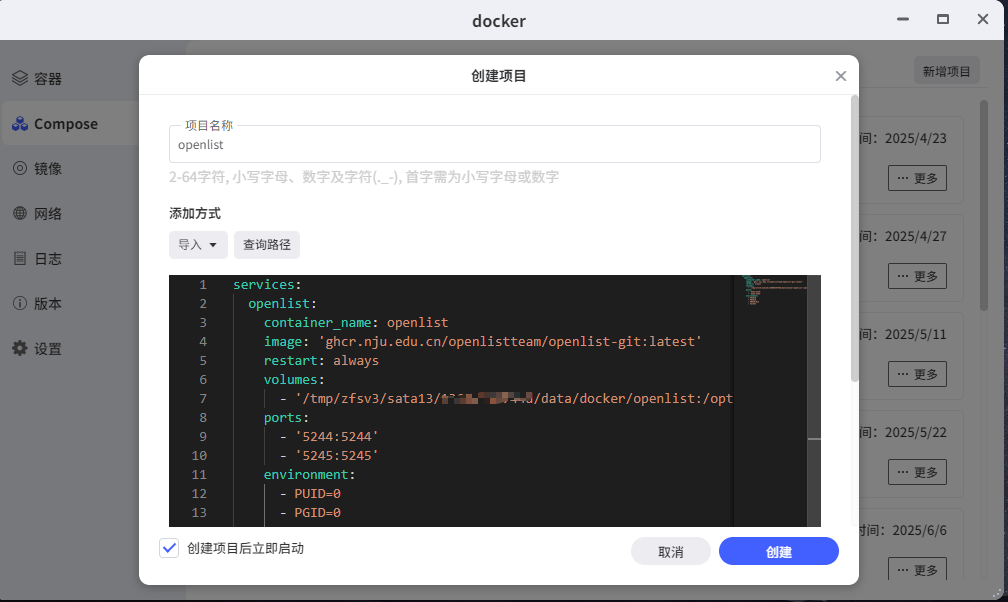 docker
创建项目
容器
Compose
镜像
网络
日志
版本
设置
新增项目
间：2025/4/23
··· 更多
间：2025/4/27
··· 更多
间：2025/5/11
··· 更多
间：2025/5/22
··· 更多
时间：2025/6/6
··· 更多
项目名称
openlist
2-64字符, 小写字母、数字及字符(._-), 首字需为小写字母或数字
添加方式
导入
查询路径
1 services:
2 openlist:
3 container_name: openlist
4 image: 'ghcr.nju.edu.cn/openlistteam/openlist-git:latest'
5 restart: always
6 volumes:
7 - '/tmp/zfsv3/sata13/ /data/docker/openlist:/opt
8 ports:
9 - '5244:5244'
10 - '5245:5245'
11 environment:
12 - PUID=0
13 - PGID=0
创建项目后立即启动
取消
创建